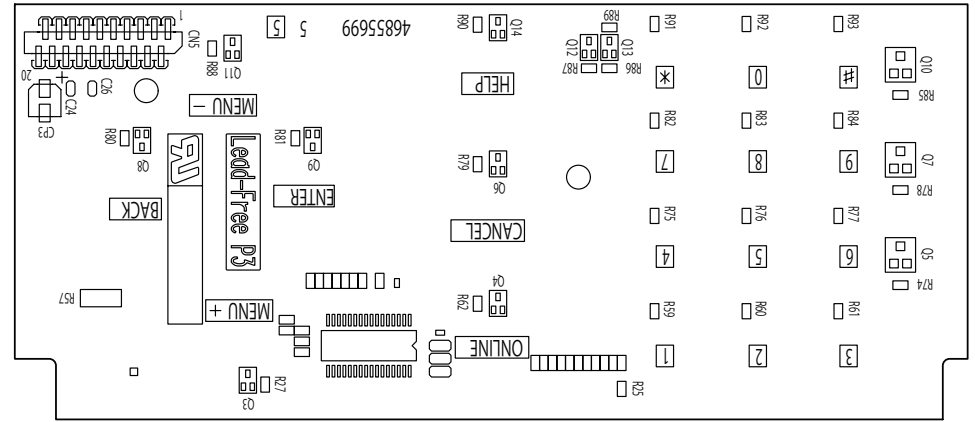 1
CN5
20
5
5
46855699
R90
Q14
R89
Q12
Q13
R87
R86
R91
R92
R93
Q10
R85
R88
Q11
+
C24
C26
CP3
MENU -
HELP
*
0
#
R80
Q8
R81
Q9
R79
Q6
R82
R83
R84
7
8
9
Q7
R78
Lead-Free P3
BACK
ENTER
CANCEL
R75
R76
R77
4
5
6
Q5
R74
R57
MENU +
R62
Q4
R59
R60
R61
ONLINE
1
2
3
Q3
R27
R25